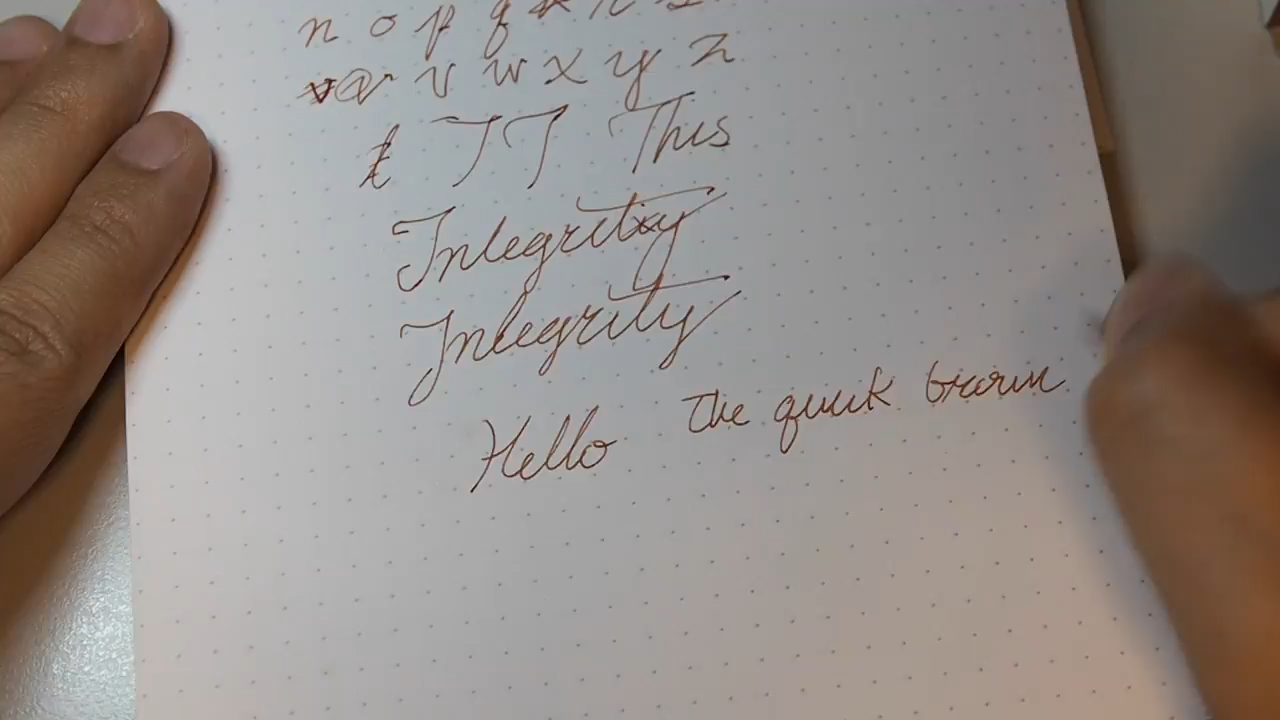 n o p q r s
v w x y z
t T T This
Integrity
Integrity
Hello The quick brown